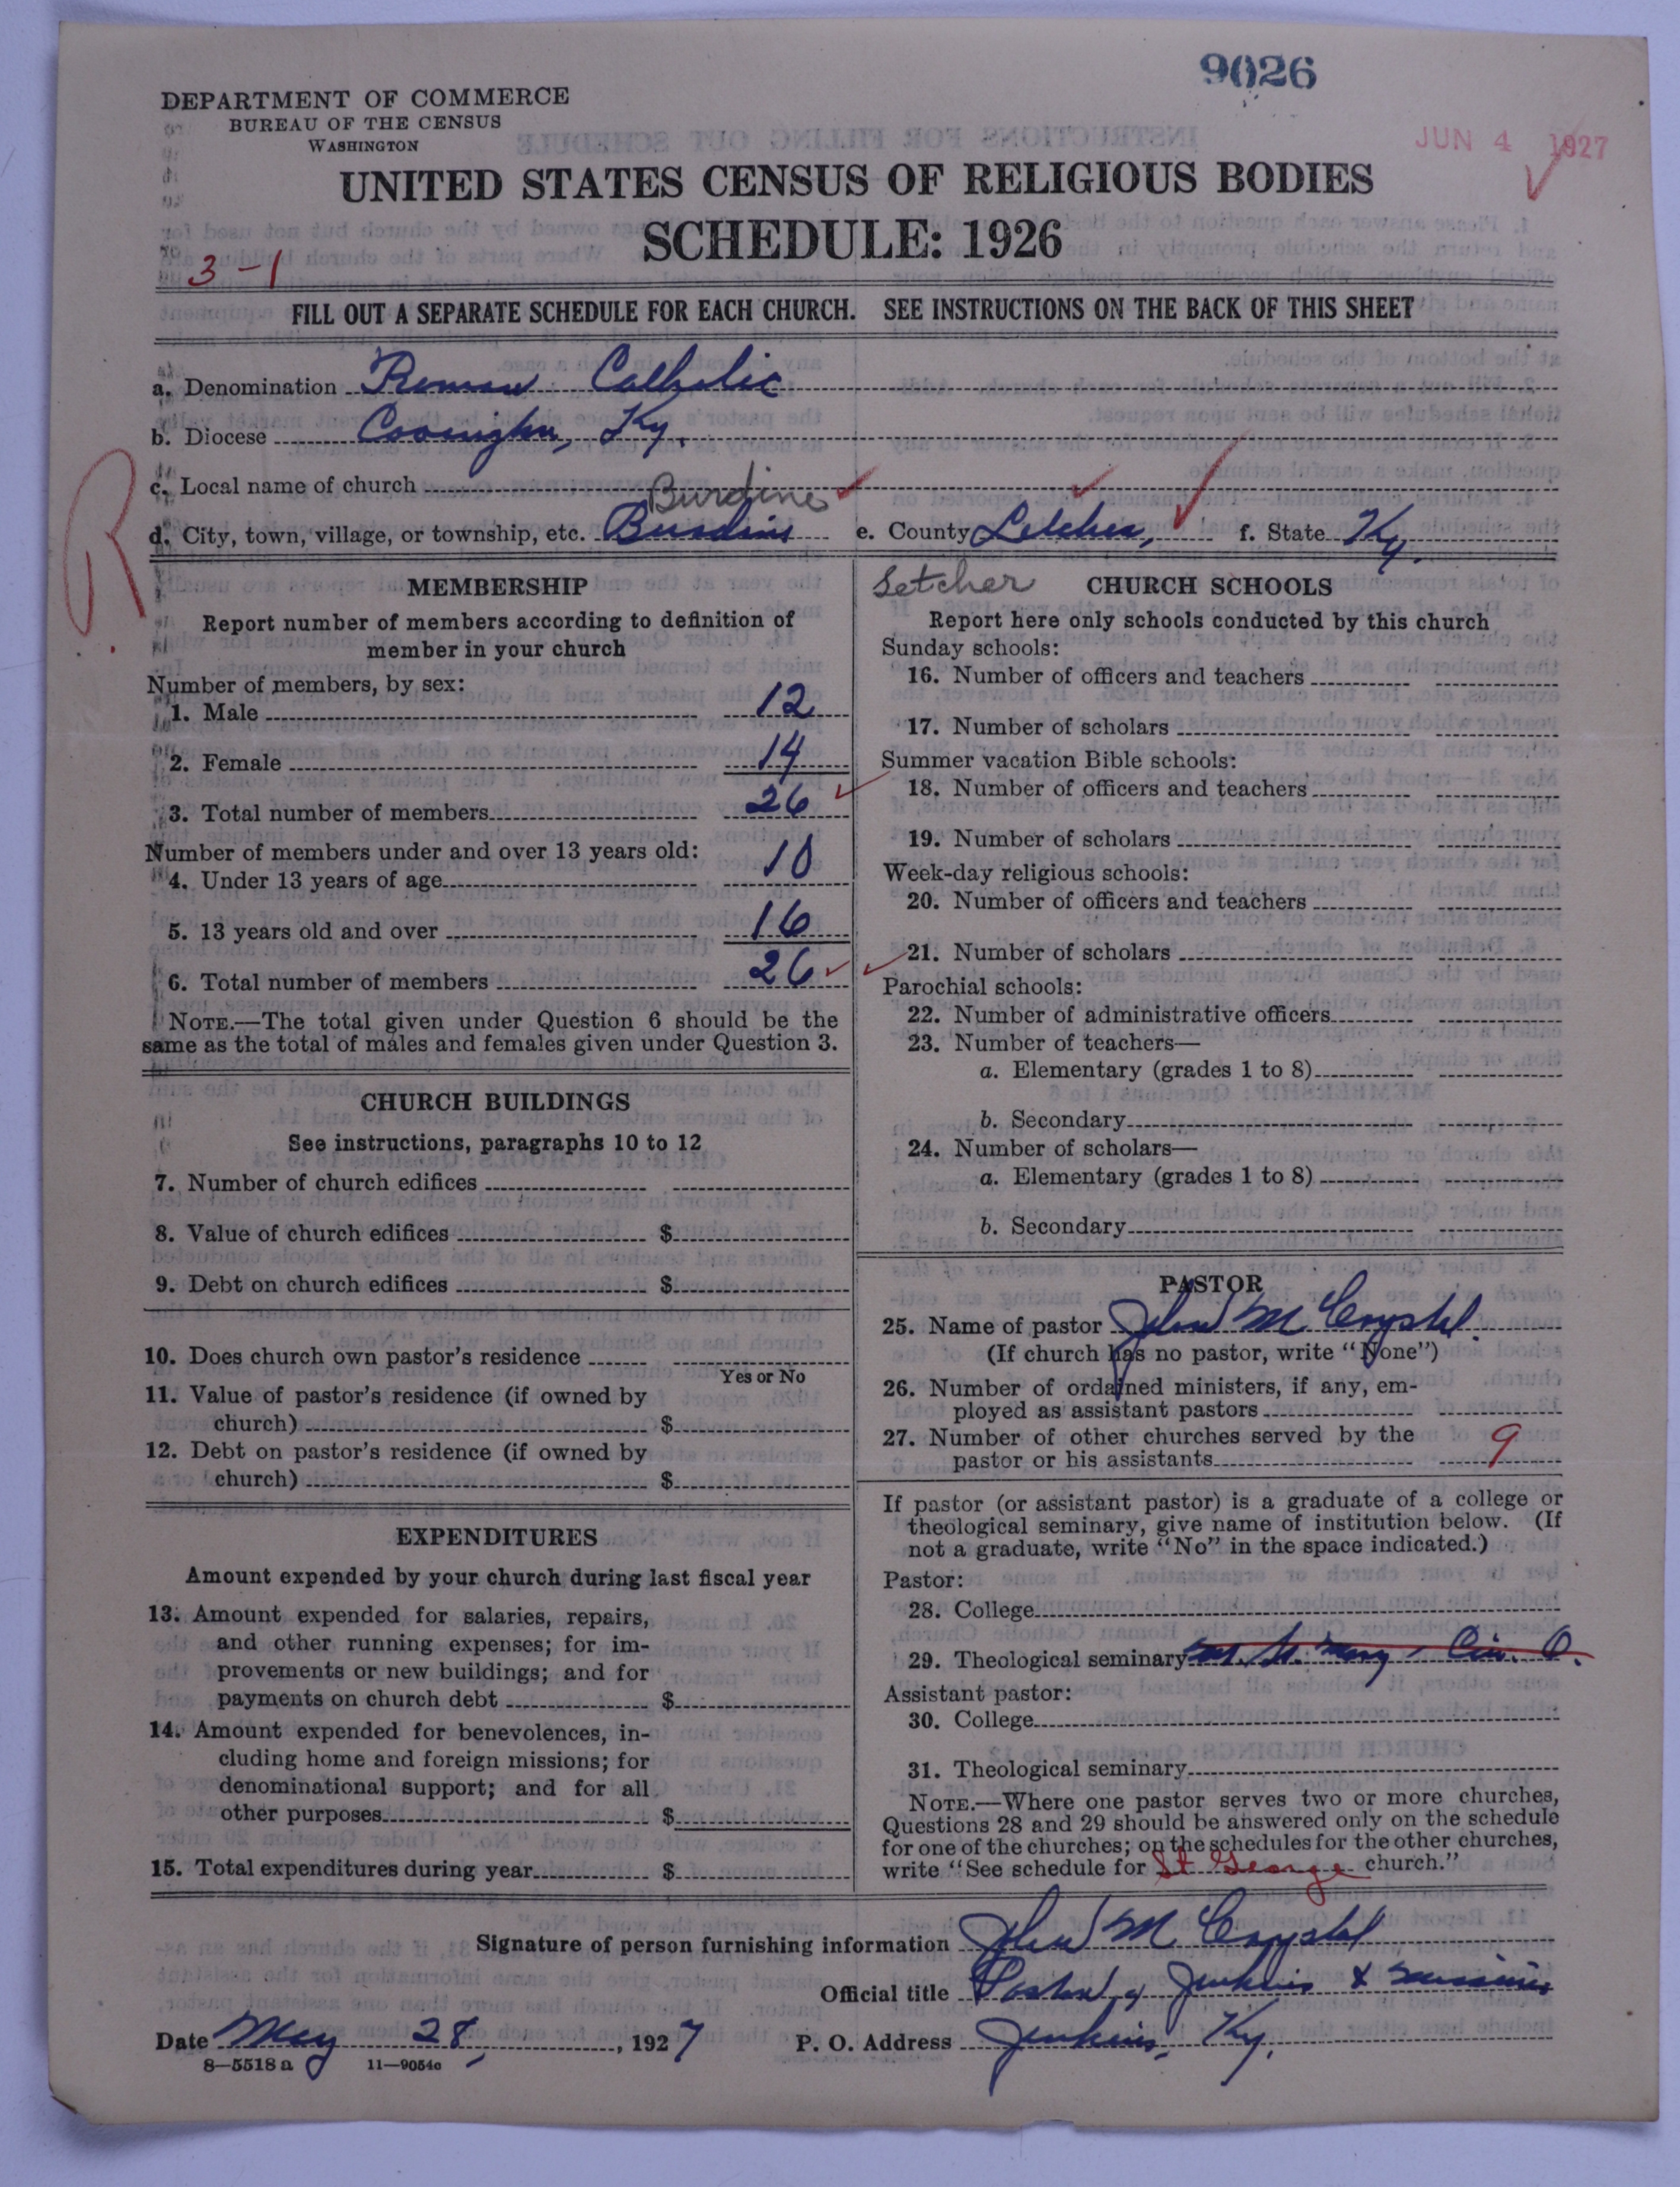 9026
DEPARTMENT OF COMMERCE
BUREAU OF THE CENSUS
WASHINGTON
JUN 4 1927
UNITED STATES CENSUS OF RELIGIOUS BODIES
SCHEDULE: 1926
3-1
FILL OUT A SEPARATE SCHEDULE FOR EACH CHURCH. SEE INSTRUCTIONS ON THE BACK OF THIS SHEET
a. Denomination Roman Catholic
b. Diocese Covington, Ky.
c. Local name of church
Burdine
d. City, town, village, or township, etc. Burdine e. County Letcher, f. State Ky.
R
Letcher
MEMBERSHIP
Report number of members according to definition of
member in your church
Number of members, by sex:
1. Male 12
2. Female 14
3. Total number of members 26
Number of members under and over 13 years old:
4. Under 13 years of age 10
5. 13 years old and over 16
6. Total number of members 26
NOTE.—The total given under Question 6 should be the
same as the total of males and females given under Question 3.
CHURCH BUILDINGS
See instructions, paragraphs 10 to 12
7. Number of church edifices
8. Value of church edifices $
9. Debt on church edifices $
10. Does church own pastor's residence
Yes or No
11. Value of pastor's residence (if owned by
church) $
12. Debt on pastor's residence (if owned by
church) $
EXPENDITURES
Amount expended by your church during last fiscal year
13. Amount expended for salaries, repairs,
and other running expenses; for im-
provements or new buildings; and for
payments on church debt $
14. Amount expended for benevolences, in-
cluding home and foreign missions; for
denominational support; and for all
other purposes $
15. Total expenditures during year $
CHURCH SCHOOLS
Report here only schools conducted by this church
Sunday schools:
16. Number of officers and teachers
17. Number of scholars
Summer vacation Bible schools:
18. Number of officers and teachers
19. Number of scholars
Week-day religious schools:
20. Number of officers and teachers
21. Number of scholars
Parochial schools:
22. Number of administrative officers
23. Number of teachers—
a. Elementary (grades 1 to 8)
b. Secondary
24. Number of scholars—
a. Elementary (grades 1 to 8)
b. Secondary
PASTOR
25. Name of pastor John McCrystal.
(If church has no pastor, write "None")
26. Number of ordained ministers, if any, em-
ployed as assistant pastors
27. Number of other churches served by the
pastor or his assistants 9
If pastor (or assistant pastor) is a graduate of a college or
theological seminary, give name of institution below. (If
not a graduate, write "No" in the space indicated.)
Pastor:
28. College
29. Theological seminary Mt. St. Mary, Cin. O.
Assistant pastor:
30. College
31. Theological seminary
NOTE.—Where one pastor serves two or more churches,
Questions 28 and 29 should be answered only on the schedule
for one of the churches; on the schedules for the other churches,
write "See schedule for St George church."
Signature of person furnishing information John McCrystal
Official title Pastor of Jenkins & missions
Date May 28, 1927 P. O. Address Jenkins, Ky.
8—5518 a 11—9054a